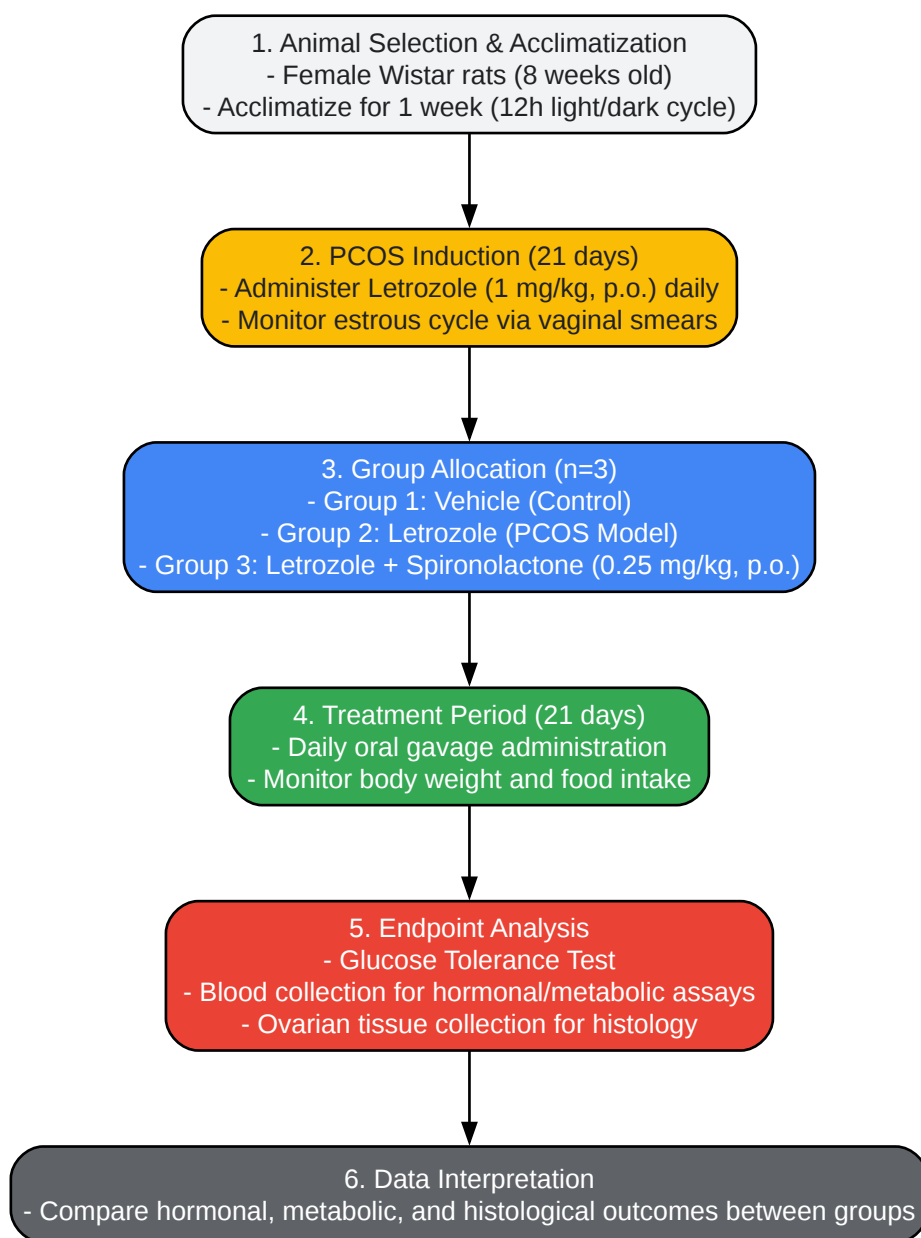 1. Animal Selection & Acclimatization
- Female Wistar rats (8 weeks old)
- Acclimatize for 1 week (12h light/dark cycle)
2. PCOS Induction (21 days)
- Administer Letrozole (1 mg/kg, p.o.) daily
- Monitor estrous cycle via vaginal smears
3. Group Allocation (n=3)
- Group 1: Vehicle (Control)
- Group 2: Letrozole (PCOS Model)
- Group 3: Letrozole + Spironolactone (0.25 mg/kg, p.o.)
4. Treatment Period (21 days)
- Daily oral gavage administration
- Monitor body weight and food intake
5. Endpoint Analysis
- Glucose Tolerance Test
- Blood collection for hormonal/metabolic assays
- Ovarian tissue collection for histology
6. Data Interpretation
- Compare hormonal, metabolic, and histological outcomes between groups